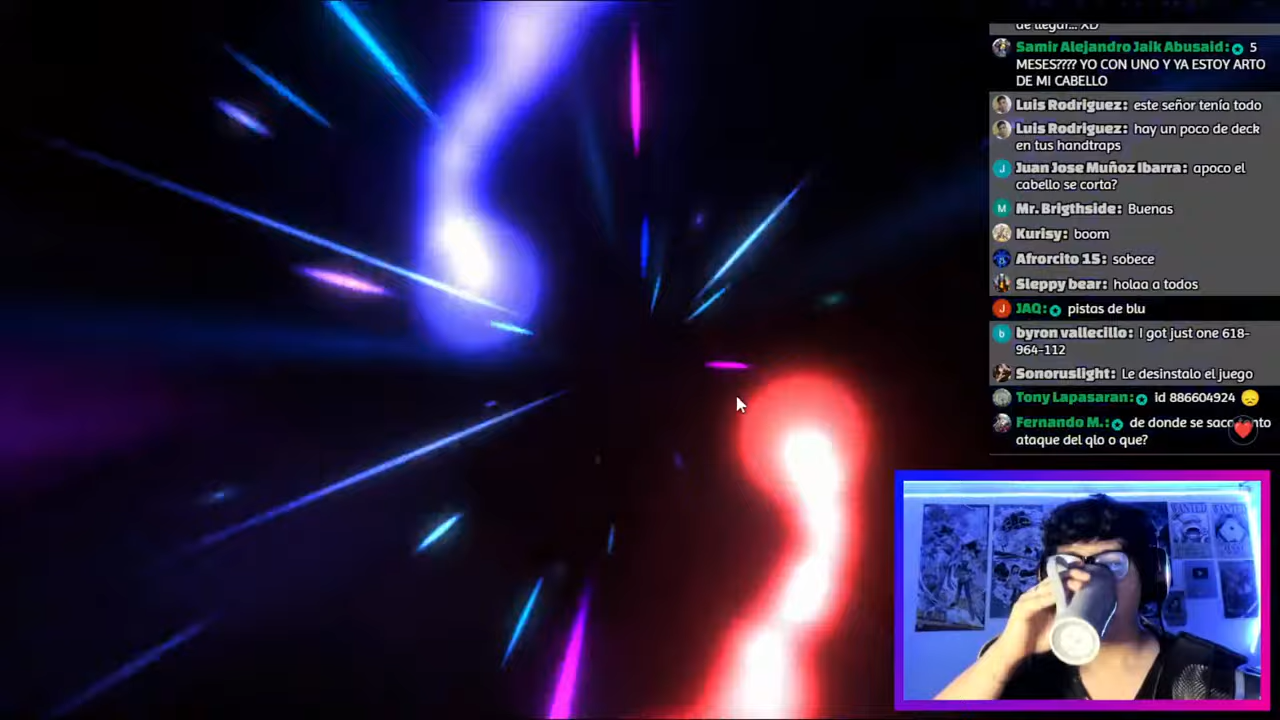 de llegar... XD
Samir Alejandro Jaik Abusaid: 5
MESES???? YO CON UNO Y YA ESTOY ARTO
DE MI CABELLO
Luis Rodriguez: este señor tenía todo
Luis Rodriguez: hay un poco de deck
en tus handtraps
Juan Jose Muñoz Ibarra: apoco el
cabello se corta?
Mr. Brigthside: Buenas
Kurisy: boom
Afrorcito 15: sobece
Sleppy bear: holaa a todos
JAQ: pistas de blu
byron vallecillo: I got just one 618-
964-112
Sonoruslight: Le desinstalo el juego
Tony Lapasaran: id 886604924 😞
Fernando M.: de donde se saco tanto
ataque del qlo o que?